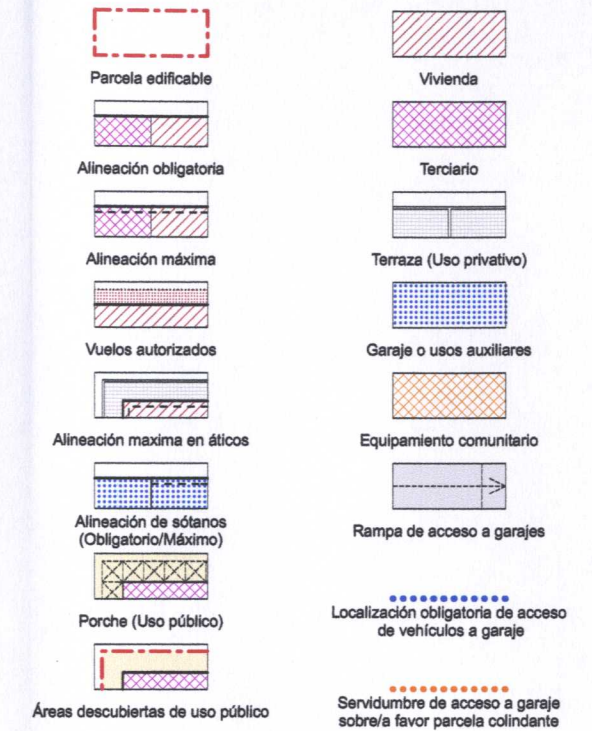 Parcela edificable
Vivienda
Alineación obligatoria
Terciario
Alineación máxima
Terraza (Uso privativo)
Vuelos autorizados
Garaje o usos auxiliares
Alineación maxima en áticos
Equipamiento comunitario
Alineación de sótanos
(Obligatorio/Máximo)
Rampa de acceso a garajes
Porche (Uso público)
Localización obligatoria de acceso
de vehículos a garaje
Áreas descubiertas de uso público
Servidumbre de acceso a garaje
sobre/a favor parcela colindante